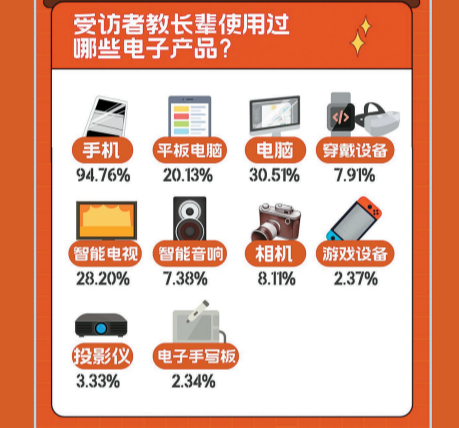 受访者教长辈使用过
哪些电子产品？
手机 平板电脑 电脑 穿戴设备
94.76% 20.13% 30.51% 7.91%
智能电视 智能音响 相机 游戏设备
28.20% 7.38% 8.11% 2.37%
投影仪 电子手写板
3.33% 2.34%